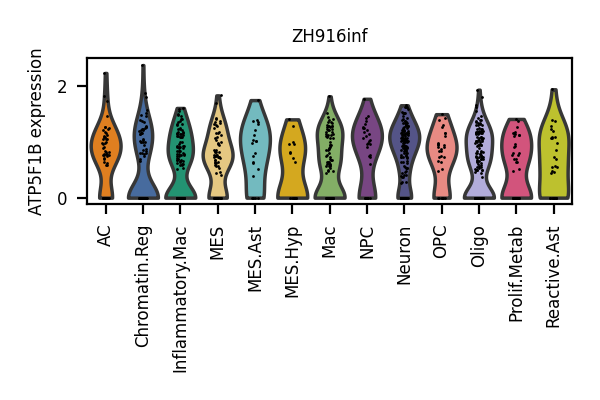 ZH916inf
ATP5F1B expression
2
0
AC
Chromatin.Reg
Inflammatory.Mac
MES
MES.Ast
MES.Hyp
Mac
NPC
Neuron
OPC
Oligo
Prolif.Metab
Reactive.Ast